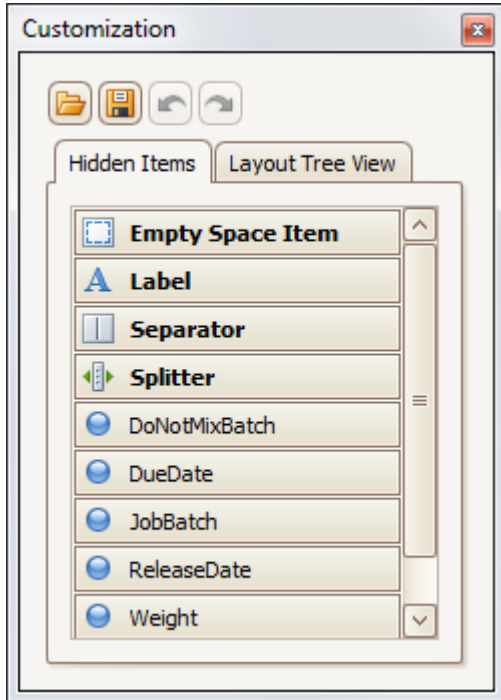 Customization
Hidden Items
Layout Tree View
Empty Space Item
Label
Separator
Splitter
DoNotMixBatch
DueDate
JobBatch
ReleaseDate
Weight